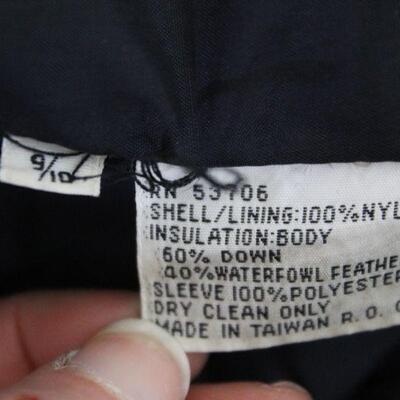 9/10
RN 53706
SHELL/LINING:100%NYL
INSULATION:BODY
60% DOWN
40%WATERFOWL FEATHE
SLEEVE 100%POLYESTER
DRY CLEAN ONLY
MADE IN TAIWAN R. O. C